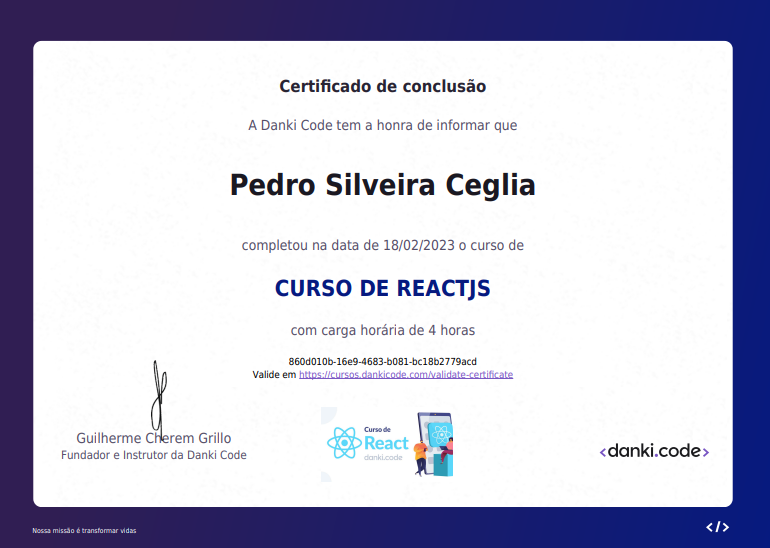 Certificado de conclusão
A Danki Code tem a honra de informar que
Pedro Silveira Ceglia
completou na data de 18/02/2023 o curso de
CURSO DE REACTJS
com carga horária de 4 horas
860d010b-16e9-4683-b081-bc18b2779acd
Valide em https://cursos.dankicode.com/validate-certificate
Guilherme Cherem Grillo
Fundador e Instrutor da Danki Code
Curso de
React
danki.code
<danki.code>
Nossa missão é transformar vidas
</>